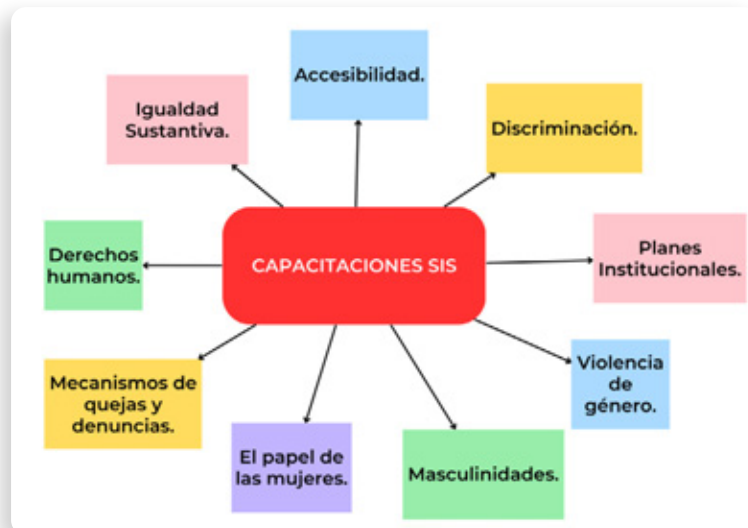 Accesibilidad.
Igualdad
Sustantiva.
Discriminación.
Derechos
humanos.
CAPACITACIONES SIS
Planes
Institucionales.
Mecanismos de
quejas y
denuncias.
Violencia
de
género.
El papel de
las mujeres.
Masculinidades.